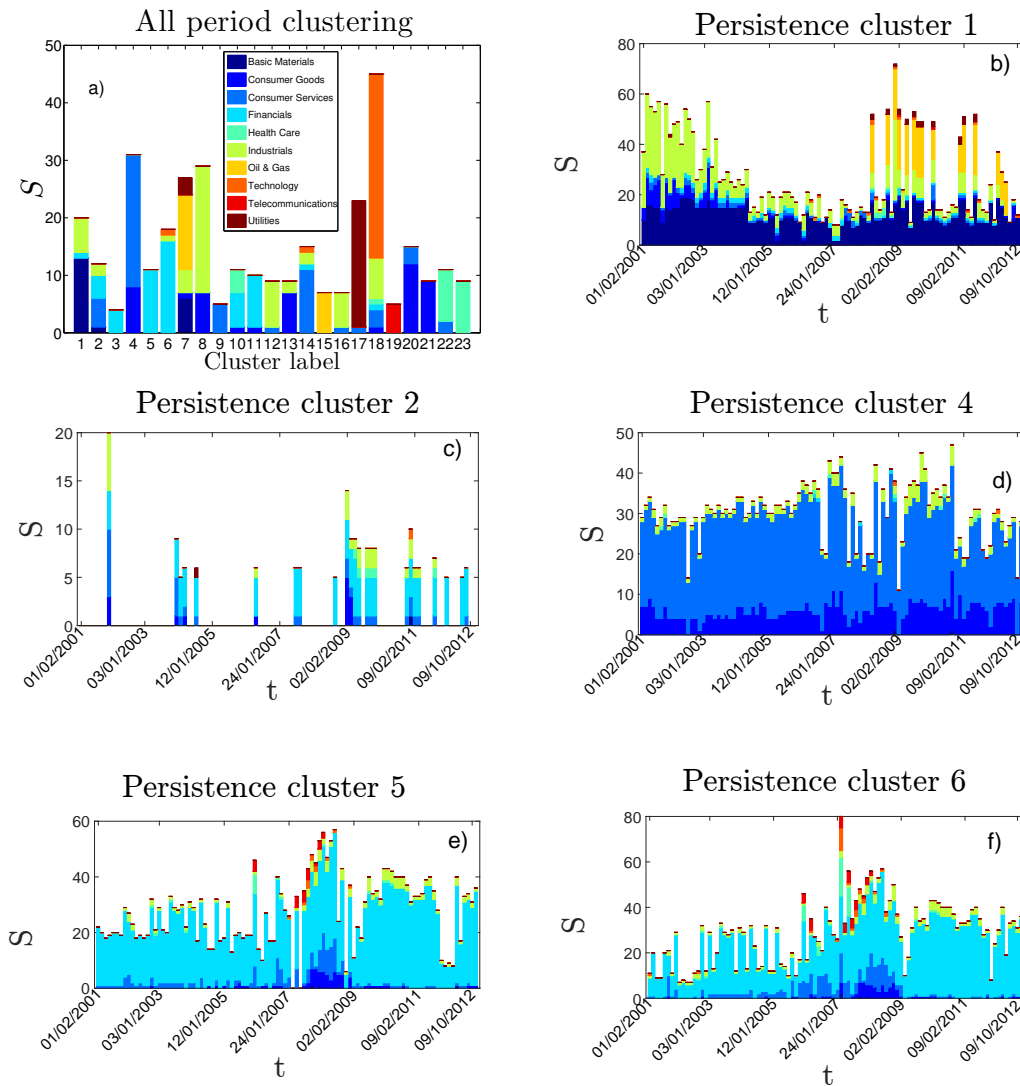 All period clustering
50
40
30
20
10
0
S
a)
Basic Materials
Consumer Goods
Consumer Services
Financials
Health Care
Industrials
Oil & Gas
Technology
Telecommunications
Utilities
1 2 3 4 5 6 7 8 9 10 11 12 13 14 15 16 17 18 19 20 21 22 23
Cluster label
Persistence cluster 1
80
60
40
20
0
S
b)
01/02/2001 03/01/2003 12/01/2005 24/01/2007 02/02/2009 09/02/2011 09/10/2012
t
Persistence cluster 2
20
15
10
5
0
S
c)
01/02/2001 03/01/2003 12/01/2005 24/01/2007 02/02/2009 09/02/2011 09/10/2012
t
Persistence cluster 4
50
40
30
20
10
0
S
d)
01/02/2001 03/01/2003 12/01/2005 24/01/2007 02/02/2009 09/02/2011 09/10/2012
t
Persistence cluster 5
60
40
20
0
S
e)
01/02/2001 03/01/2003 12/01/2005 24/01/2007 02/02/2009 09/02/2011 09/10/2012
t
Persistence cluster 6
80
60
40
20
0
S
f)
01/02/2001 03/01/2003 12/01/2005 24/01/2007 02/02/2009 09/02/2011 09/10/2012
t